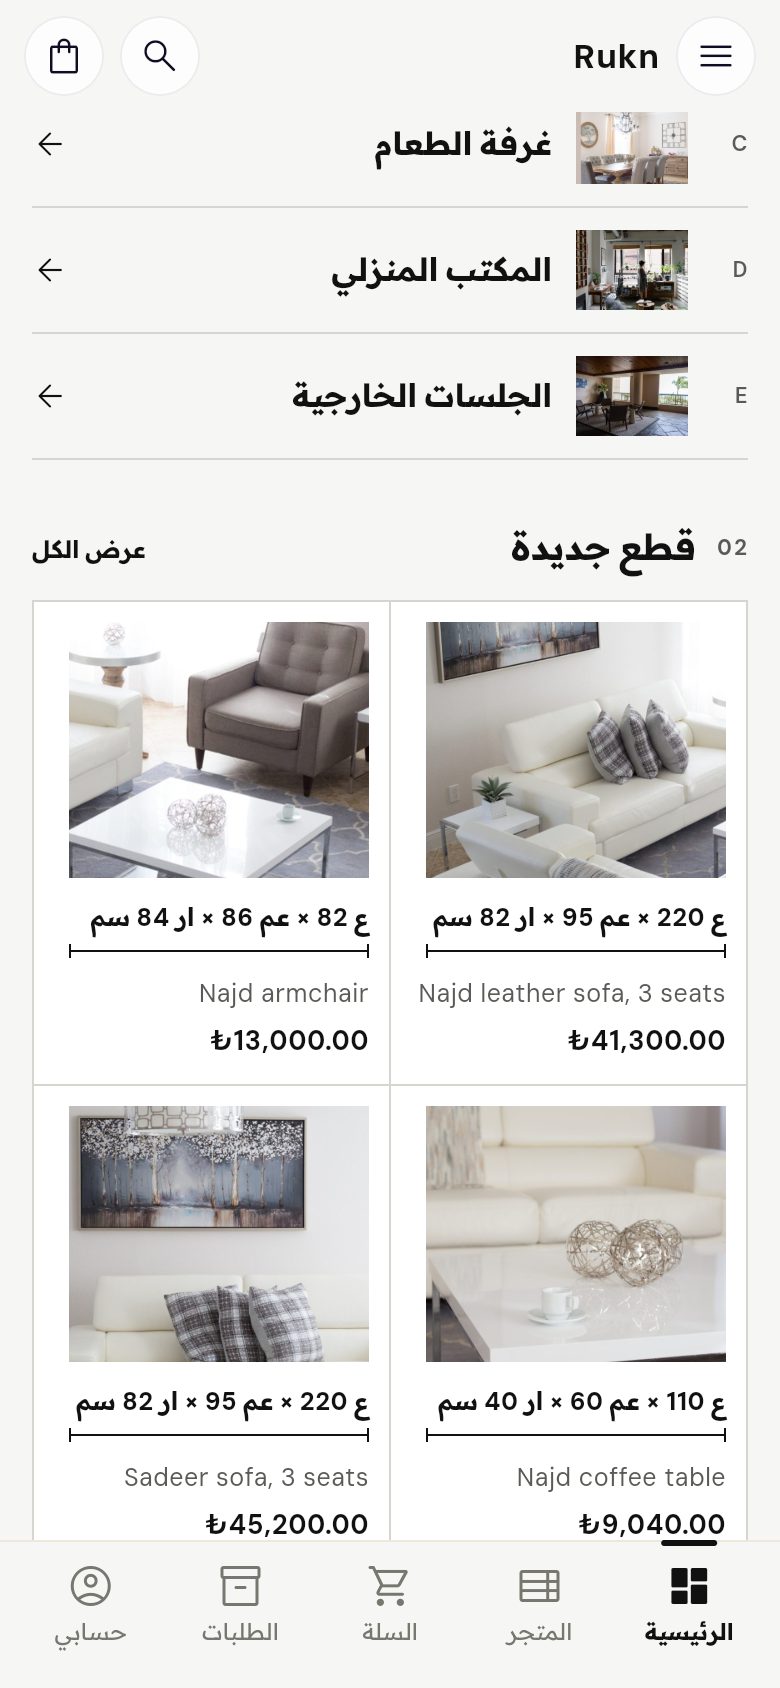 Rukn
C غرفة الطعام
D المكتب المنزلي
E الجلسات الخارجية
02 قطع جديدة عرض الكل
ع 220 × عم 95 × ار 82 سم
Najd leather sofa, 3 seats
₺41,300.00
ع 82 × عم 86 × ار 84 سم
Najd armchair
₺13,000.00
ع 110 × عم 60 × ار 40 سم
Najd coffee table
₺9,040.00
ع 220 × عم 95 × ار 82 سم
Sadeer sofa, 3 seats
₺45,200.00
الرئيسية المتجر السلة الطلبات حسابي